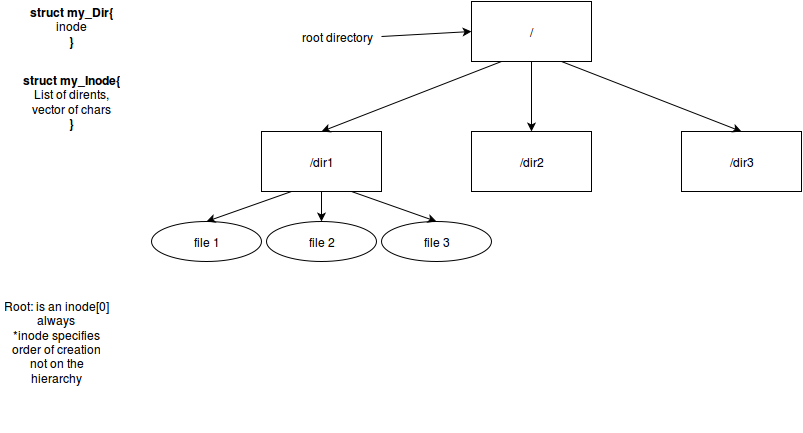 struct my_Dir{
inode
}
struct my_Inode{
List of dirents,
vector of chars
}
root directory
/
/dir1
/dir2
/dir3
file 1
file 2
file 3
Root: is an inode[0]
always
*inode specifies
order of creation
not on the
hierarchy